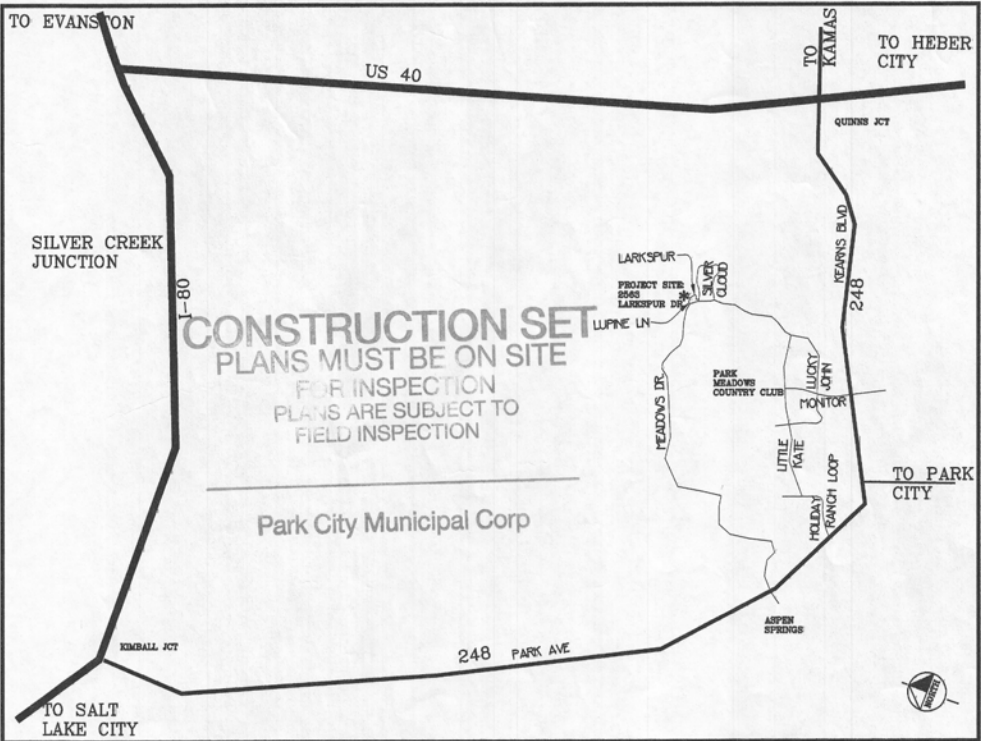 TO EVANSTON
US 40
TO
KAMAS
TO HEBER
CITY
QUINNS JCT
SILVER CREEK
JUNCTION
I-80
KEARNS BLVD
248
LARKSPUR
SILVER
CLOUD
PROJECT SITE:
2565
LARKSPUR DR.
LUPINE LN
CONSTRUCTION SET
PLANS MUST BE ON SITE
FOR INSPECTION
PLANS ARE SUBJECT TO
FIELD INSPECTION
Park City Municipal Corp
MEADOWS DR.
PARK
MEADOWS
COUNTRY CLUB
LUCKY
JOHN
MONITOR
LITTLE
KATE
HOLIDAY
RANCH LOOP
TO PARK
CITY
ASPEN
SPRINGS
KIMBALL JCT
248 PARK AVE
TO SALT
LAKE CITY
NORTH